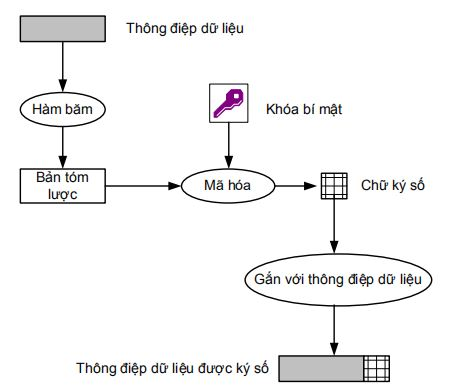 Thông điệp dữ liệu
Hàm băm
Khóa bí mật
Bản tóm
lược
Mã hóa
Chữ ký số
Gắn với thông điệp dữ liệu
Thông điệp dữ liệu được ký số